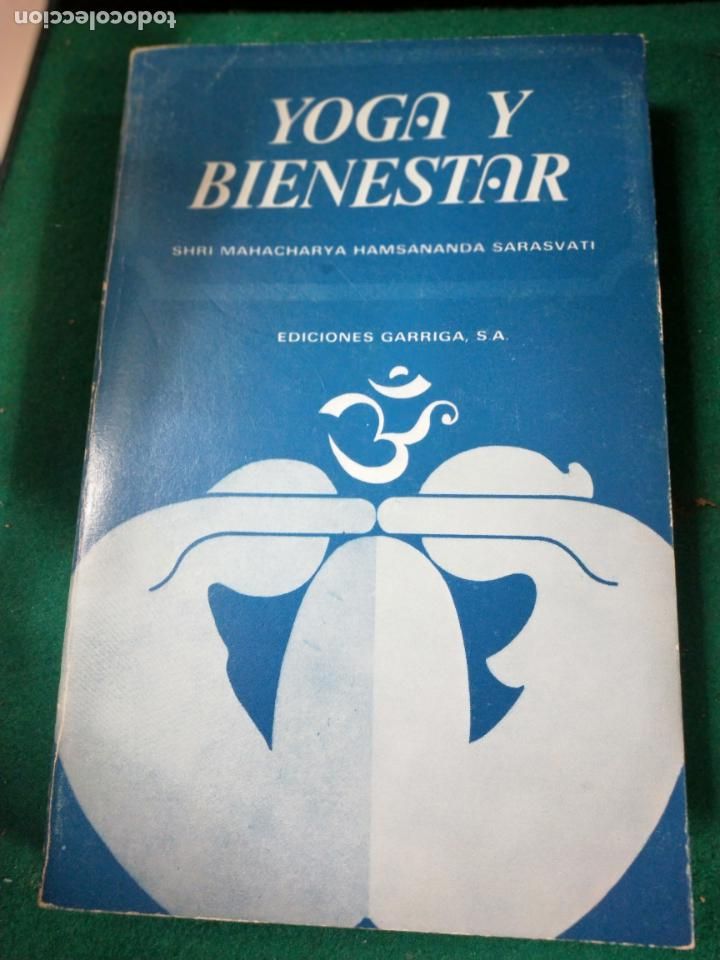 todocoleccion
YOGA Y
BIENESTAR
SHRI MAHACHARYA HAMSANANDA SARASVATI
EDICIONES GARRIGA, S.A.
ॐ